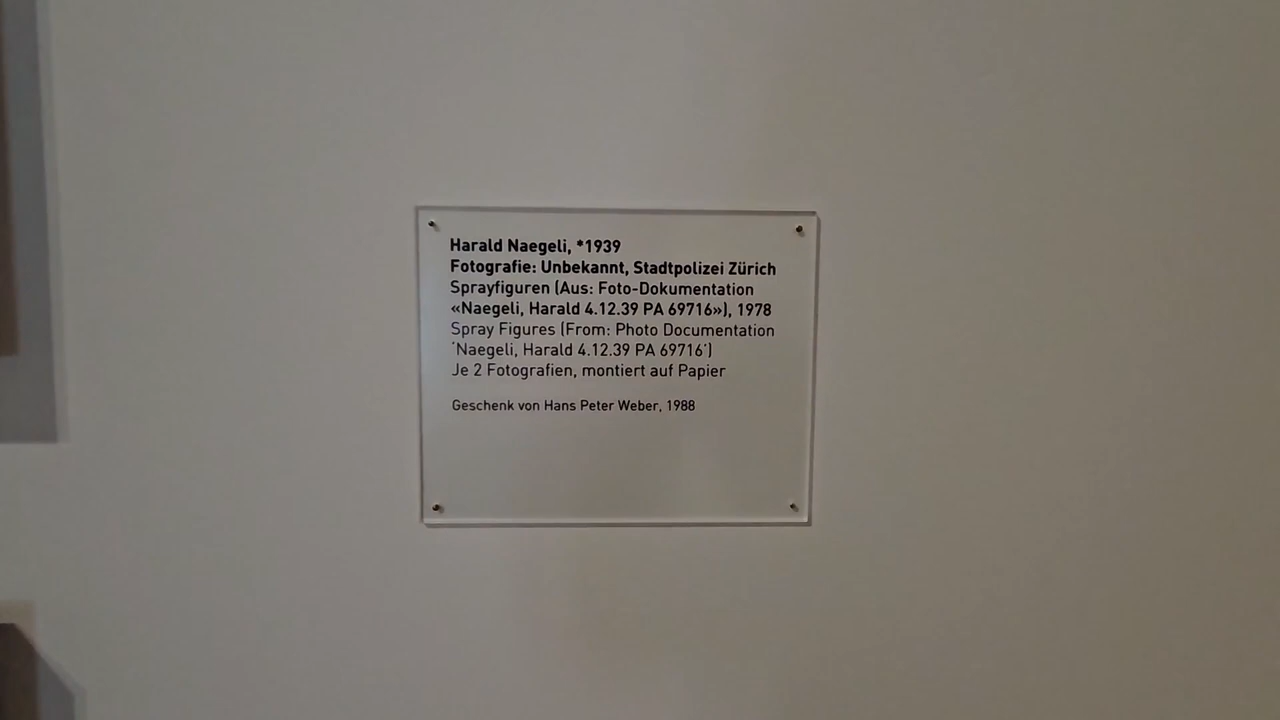 Harald Naegeli, *1939
Fotografie: Unbekannt, Stadtpolizei Zürich
Sprayfiguren (Aus: Foto-Dokumentation
«Naegeli, Harald 4.12.39 PA 69716»), 1978
Spray Figures (From: Photo Documentation
‘Naegeli, Harald 4.12.39 PA 69716’)
Je 2 Fotografien, montiert auf Papier
Geschenk von Hans Peter Weber, 1988